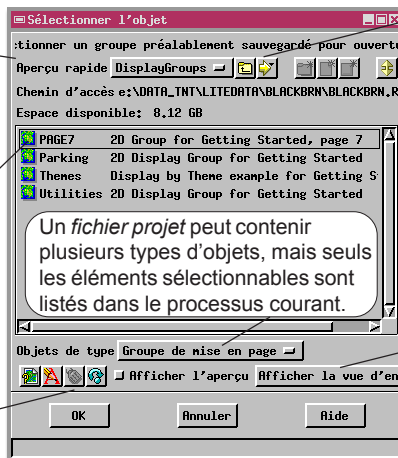 Sélectionner l'objet
tionner un groupe préalablement sauvegardé pour
Aperçu rapide DisplayGroups
Chemin d'accès e:\DATA_TNT\LITEDATA\BLACKBRN\BLACKBRN.R
Espace disponible: 8.12 GB
PAGE7 2D Group for Getting Started, page 7
Parking 2D Display Group for Getting Started
Themes Display by Theme example for Getting S
Utilities 2D Display Group for Getting Started
Un fichier projet peut contenir
plusieurs types d'objets, mais seuls
les éléments sélectionnables sont
listés dans le processus courant.
Objets de type Groupe de mise en page
Afficher l'aperçu Afficher la vue d'en
OK Annuler Aide